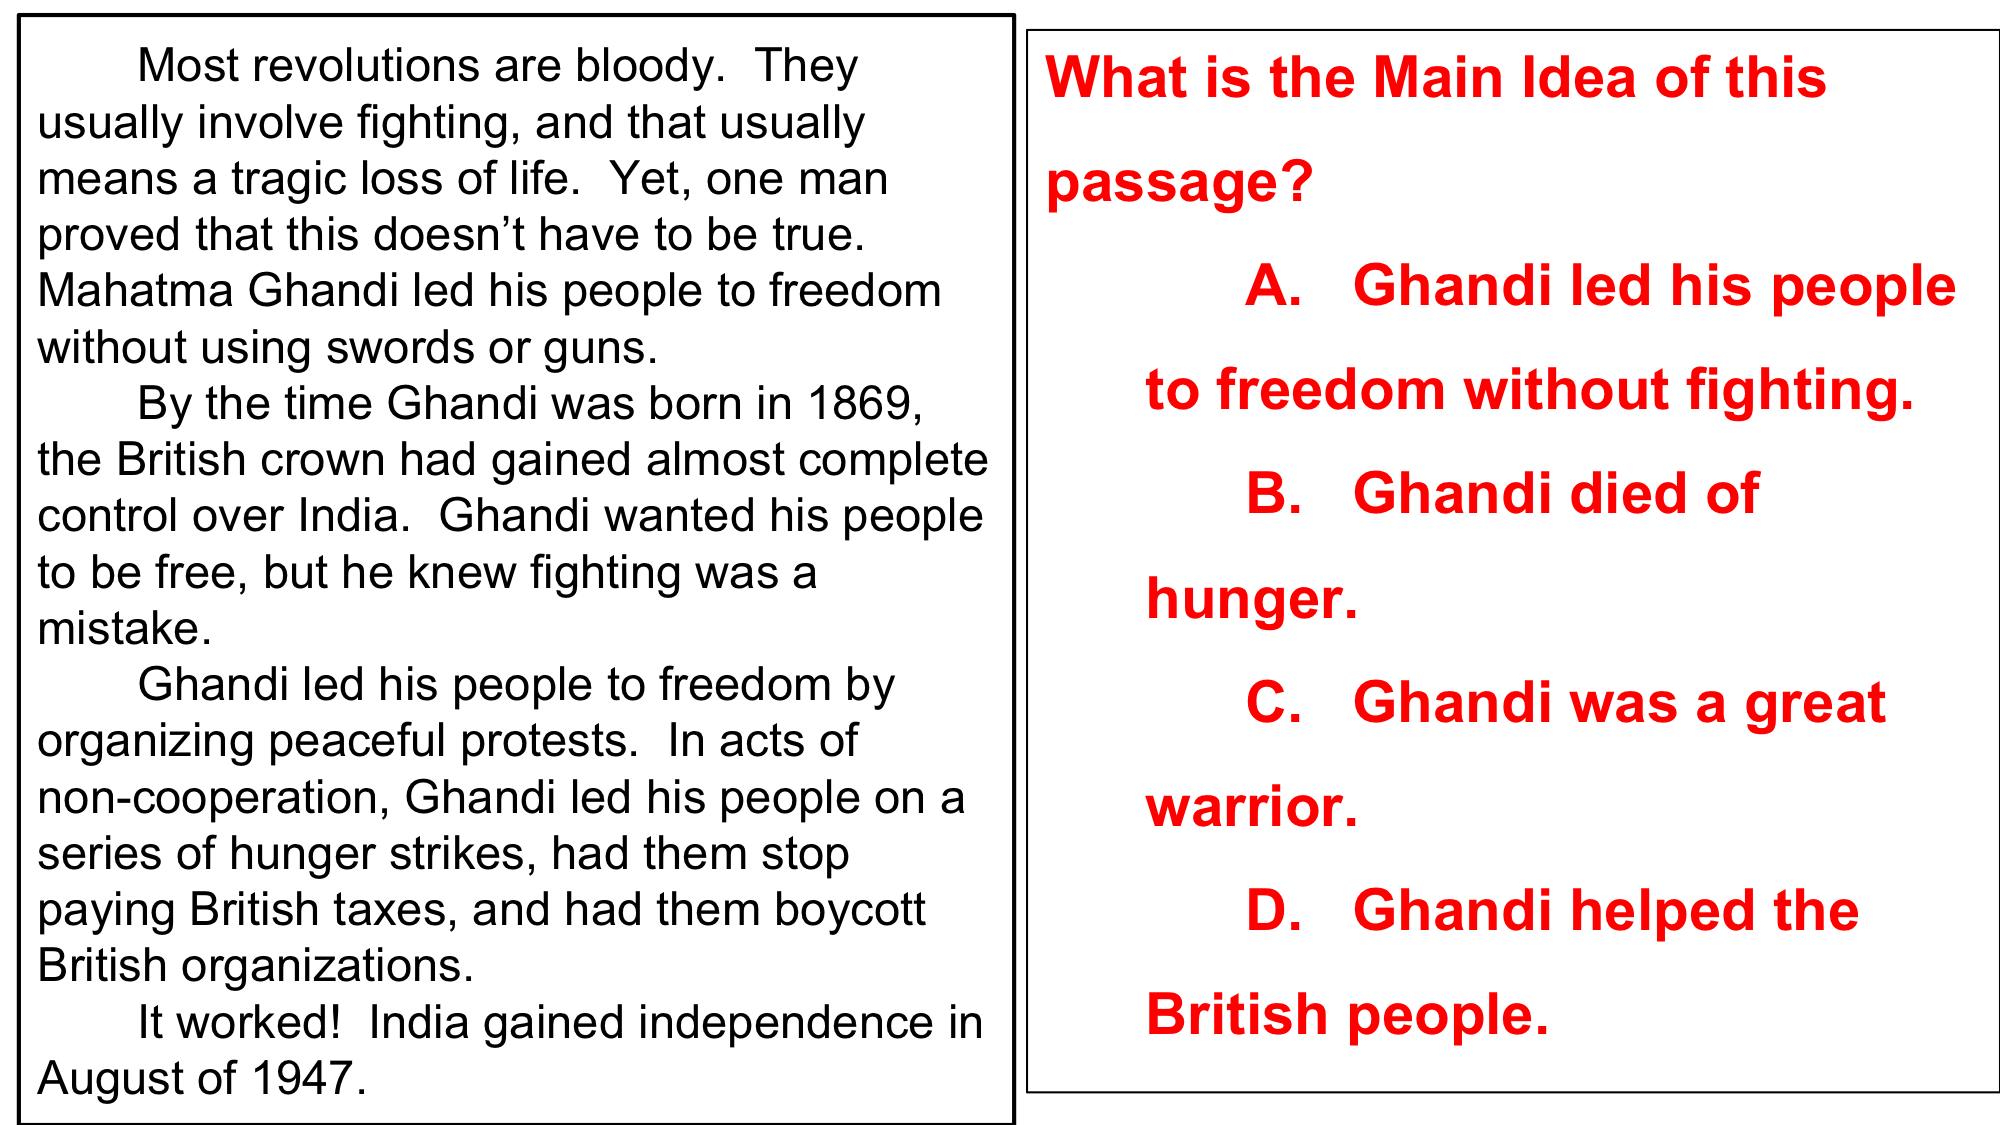 Most revolutions are bloody.  They
usually involve fighting, and that usually
means a tragic loss of life.  Yet, one man
proved that this doesn’t have to be true.
Mahatma Ghandi led his people to freedom
without using swords or guns.
By the time Ghandi was born in 1869,
the British crown had gained almost complete
control over India.  Ghandi wanted his people
to be free, but he knew fighting was a
mistake.
Ghandi led his people to freedom by
organizing peaceful protests.  In acts of
non-cooperation, Ghandi led his people on a
series of hunger strikes, had them stop
paying British taxes, and had them boycott
British organizations.
It worked!  India gained independence in
August of 1947.
What is the Main Idea of this
passage?
A. Ghandi led his people
to freedom without fighting.
B. Ghandi died of
hunger.
C. Ghandi was a great
warrior.
D. Ghandi helped the
British people.